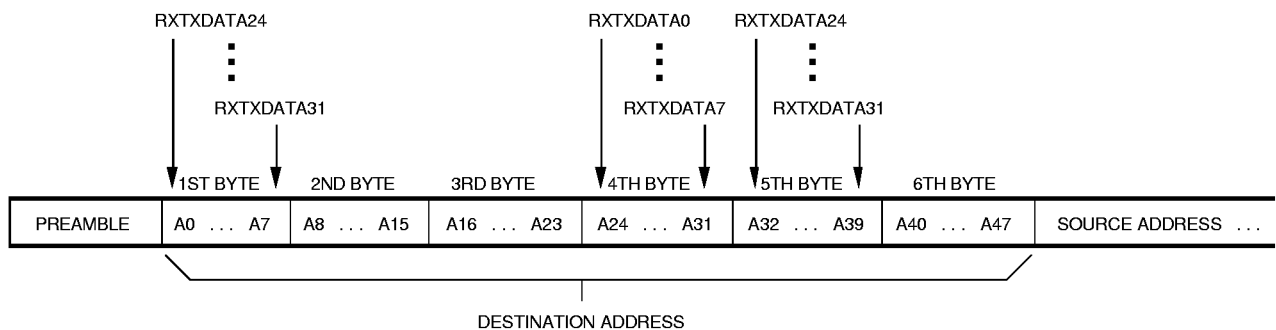 RXTXDATA24 RXTXDATA0 RXTXDATA24
RXTXDATA31 RXTXDATA7 RXTXDATA31
1ST BYTE 2ND BYTE 3RD BYTE 4TH BYTE 5TH BYTE 6TH BYTE
PREAMBLE A0 ... A7 A8 ... A15 A16 ... A23 A24 ... A31 A32 ... A39 A40 ... A47 SOURCE ADDRESS ...
DESTINATION ADDRESS